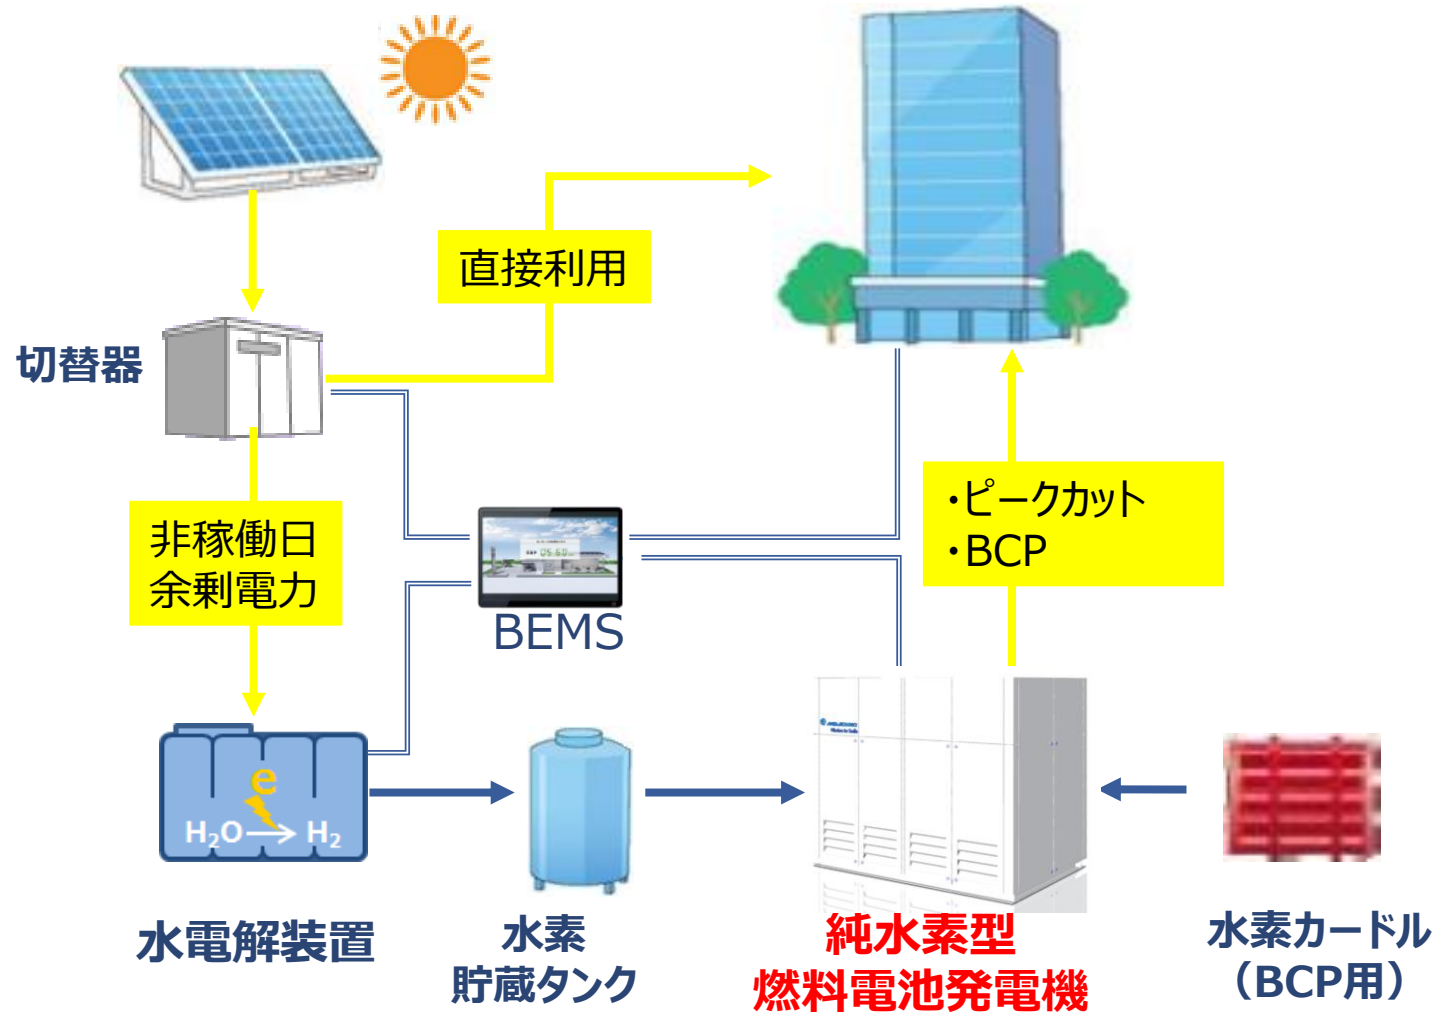 直接利用
切替器
非稼働日
余剰電力
・ピークカット
・BCP
BEMS
e
H₂O → H₂
水電解装置
水素
貯蔵タンク
純水素型
燃料電池発電機
水素カードル
（BCP用）